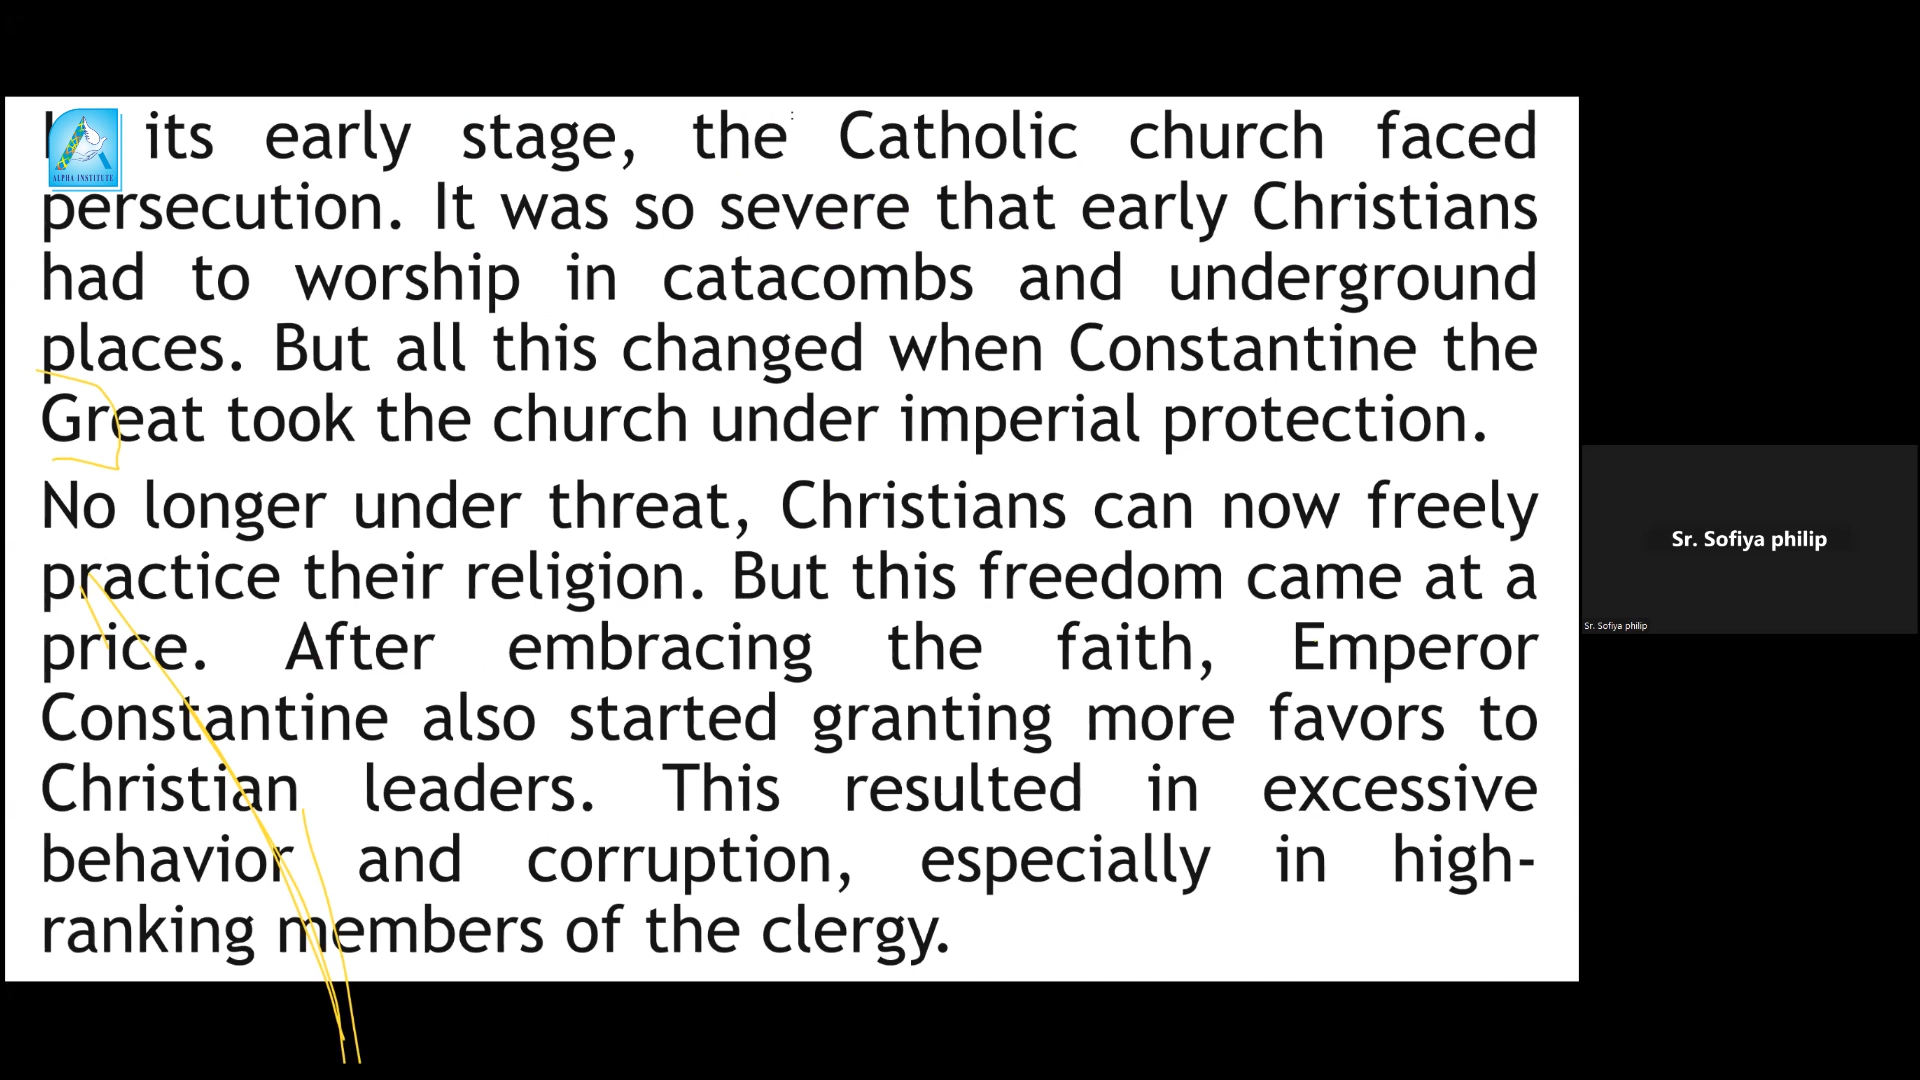 its early stage, the Catholic church faced
ALPHA INSTITUTE
persecution. It was so severe that early Christians
had to worship in catacombs and underground
places. But all this changed when Constantine the
Great took the church under imperial protection.
No longer under threat, Christians can now freely
practice their religion. But this freedom came at a
price. After embracing the faith, Emperor
Constantine also started granting more favors to
Christian leaders. This resulted in excessive
behavior and corruption, especially in high-
ranking members of the clergy.
Sr. Sofiya philip
Sr. Sofiya philip